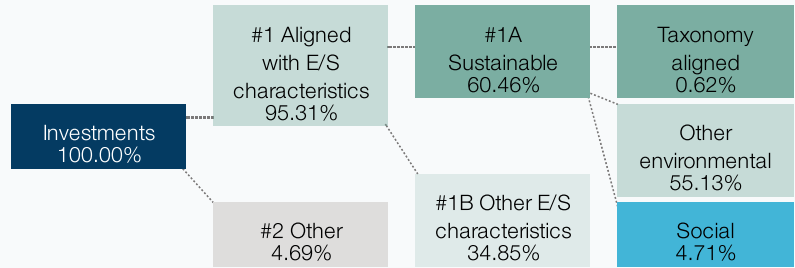 Investments
100.00%
#1 Aligned
with E/S
characteristics
95.31%
#2 Other
4.69%
#1A
Sustainable
60.46%
#1B Other E/S
characteristics
34.85%
Taxonomy
aligned
0.62%
Other
environmental
55.13%
Social
4.71%